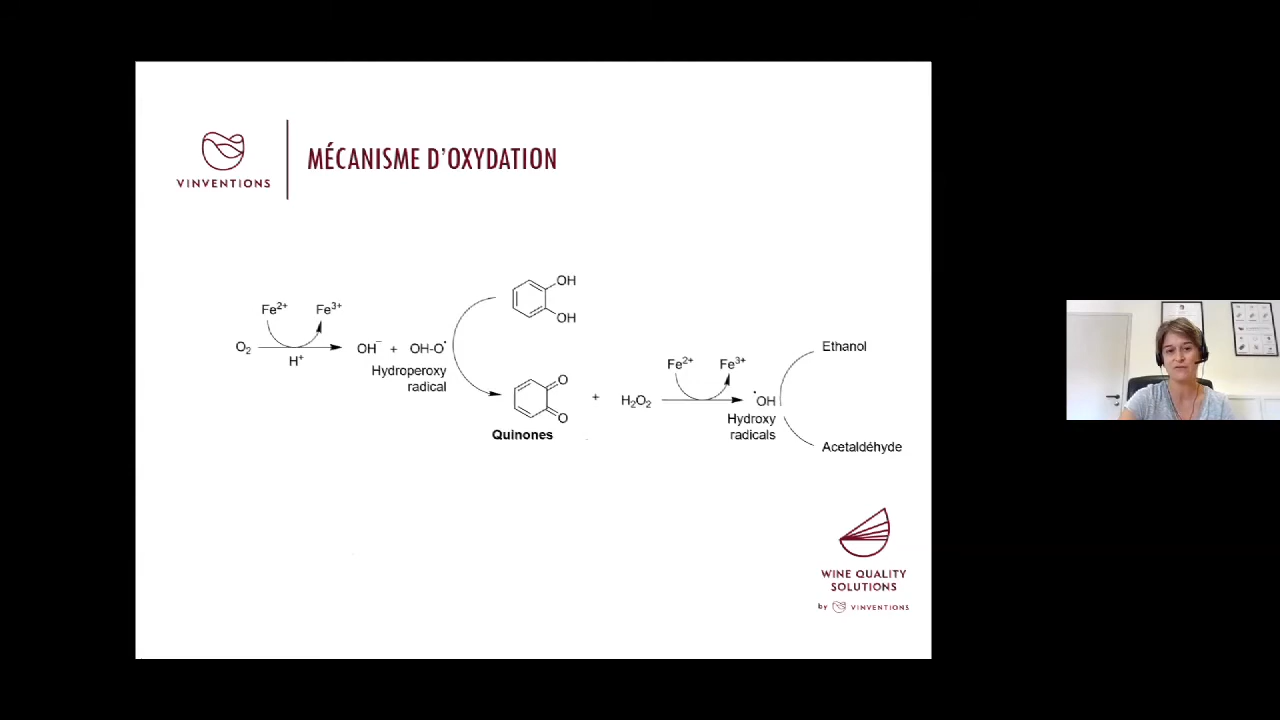 VINVENTIONS
MÉCANISME D'OXYDATION
OH
OH
Fe2+
Fe3+
O2
H+
OH− + OH-O•
Hydroperoxy
radical
O
O
Quinones
+
H2O2
Fe2+
Fe3+
•OH
Hydroxy
radicals
Ethanol
Acetaldéhyde
WINE QUALITY
SOLUTIONS
by VINVENTIONS